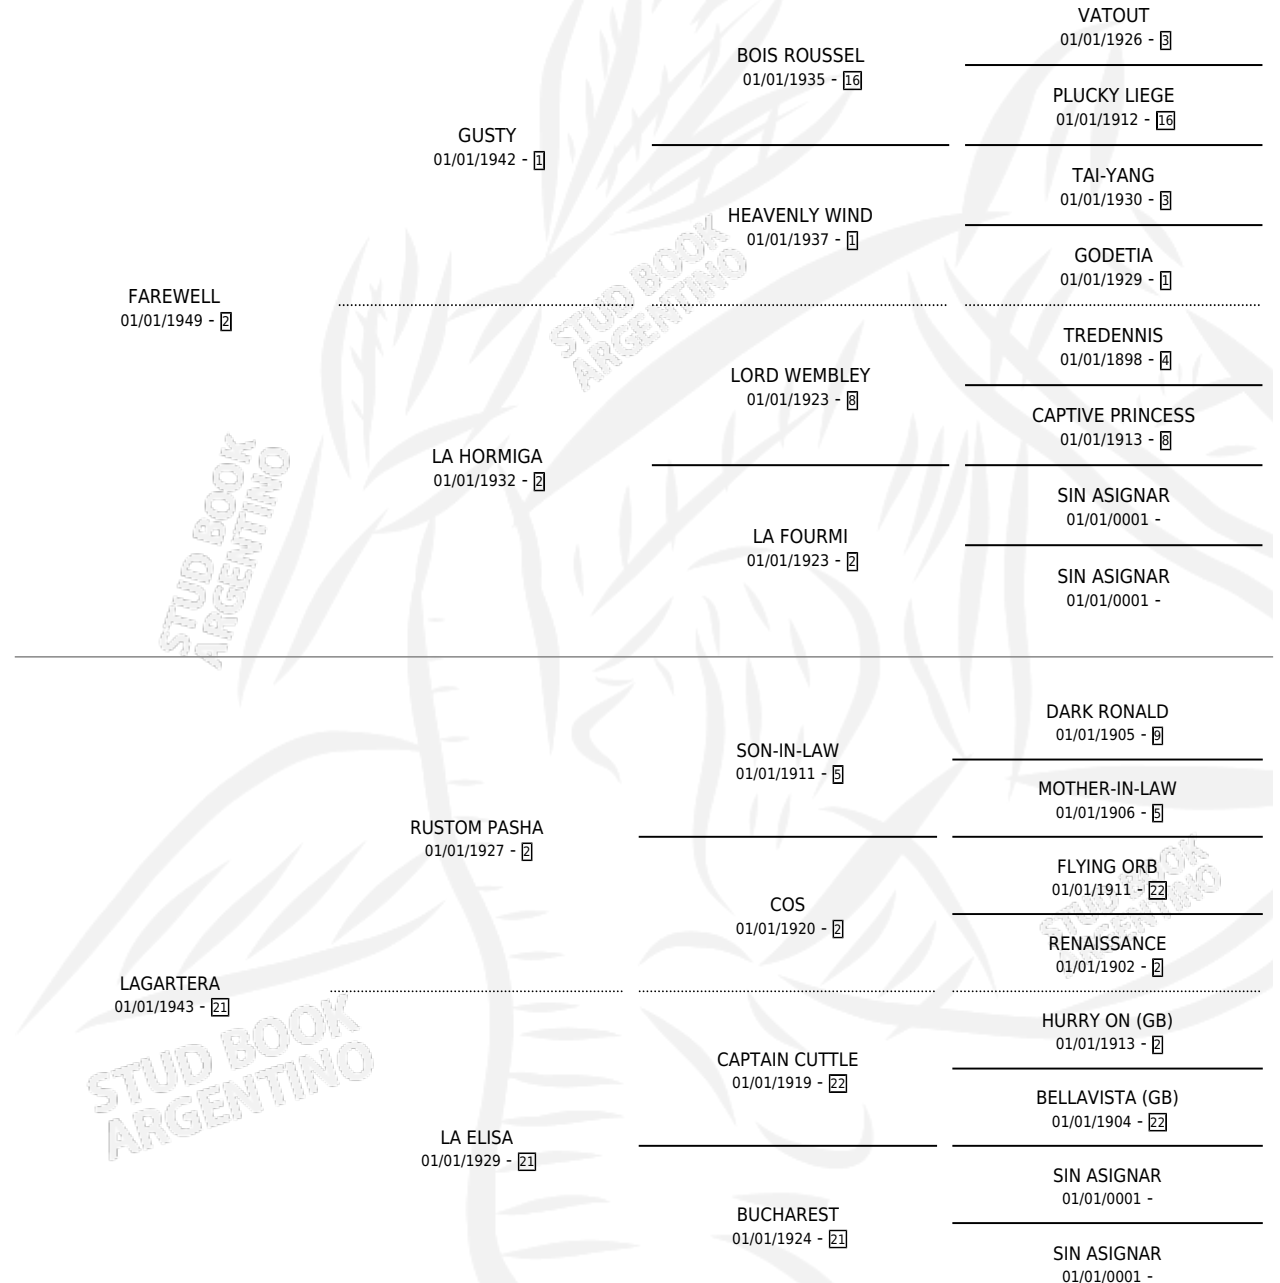 VATOUT
01/01/1926 - 3
BOIS ROUSSEL
01/01/1935 - 16
PLUCKY LIEGE
01/01/1912 - 16
GUSTY
01/01/1942 - 1
TAI-YANG
01/01/1930 - 3
HEAVENLY WIND
01/01/1937 - 1
GODETIA
01/01/1929 - 1
STUD BOOK
ARGENTINO
FAREWELL
01/01/1949 - 2
TREDENNIS
01/01/1898 - 4
LORD WEMBLEY
01/01/1923 - 8
CAPTIVE PRINCESS
01/01/1913 - 8
LA HORMIGA
01/01/1932 - 2
SIN ASIGNAR
01/01/0001 -
LA FOURMI
01/01/1923 - 2
SIN ASIGNAR
01/01/0001 -
STUD BOOK
ARGENTINO
DARK RONALD
01/01/1905 - 9
SON-IN-LAW
01/01/1911 - 5
MOTHER-IN-LAW
01/01/1906 - 5
RUSTOM PASHA
01/01/1927 - 2
FLYING ORB
01/01/1911 - 22
COS
01/01/1920 - 2
RENAISSANCE
01/01/1902 - 2
STUD BOOK
ARGENTINO
LAGARTERA
01/01/1943 - 21
HURRY ON (GB)
01/01/1913 - 2
CAPTAIN CUTTLE
01/01/1919 - 22
BELLAVISTA (GB)
01/01/1904 - 22
STUD BOOK
ARGENTINO
LA ELISA
01/01/1929 - 21
SIN ASIGNAR
01/01/0001 -
BUCHAREST
01/01/1924 - 21
SIN ASIGNAR
01/01/0001 -